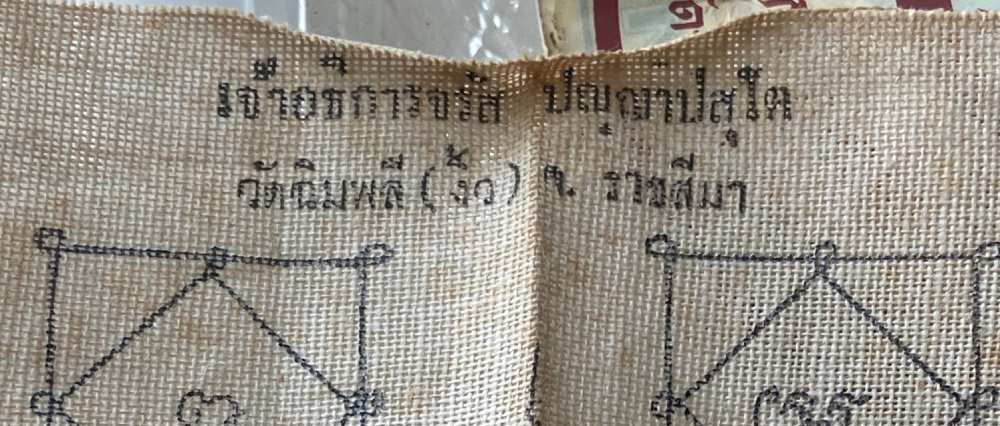 เจ้าอธิการจรัส ปญฺญาปสุโต
วัดฉิมพลี (งิ้ว) จ. ราชสีมา